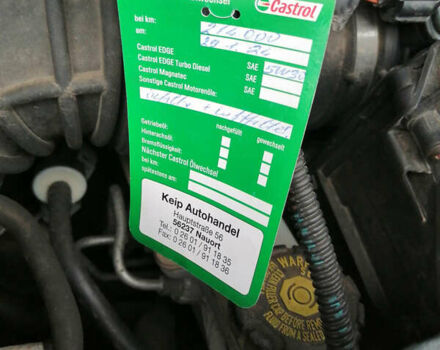 Castrol
bei km: 214 000
am:
Castrol EDGE SAE 5W30
Castrol EDGE Turbo Diesel SAE
Castrol Magnatec SAE
Sonstige Castrol Motorenöle:
Getriebeöl: nachgefüllt gewechselt
Hinterachsöl:
Bremsflüssigkeit:
Nächster Castrol Ölwechsel
bei km:
spätestens am:
Keip Autohandel
Hauptstraße 56
56237 Nauort
Tel.: 0 26 01 / 91 18 35
Fax: 0 26 01 / 91 18 36